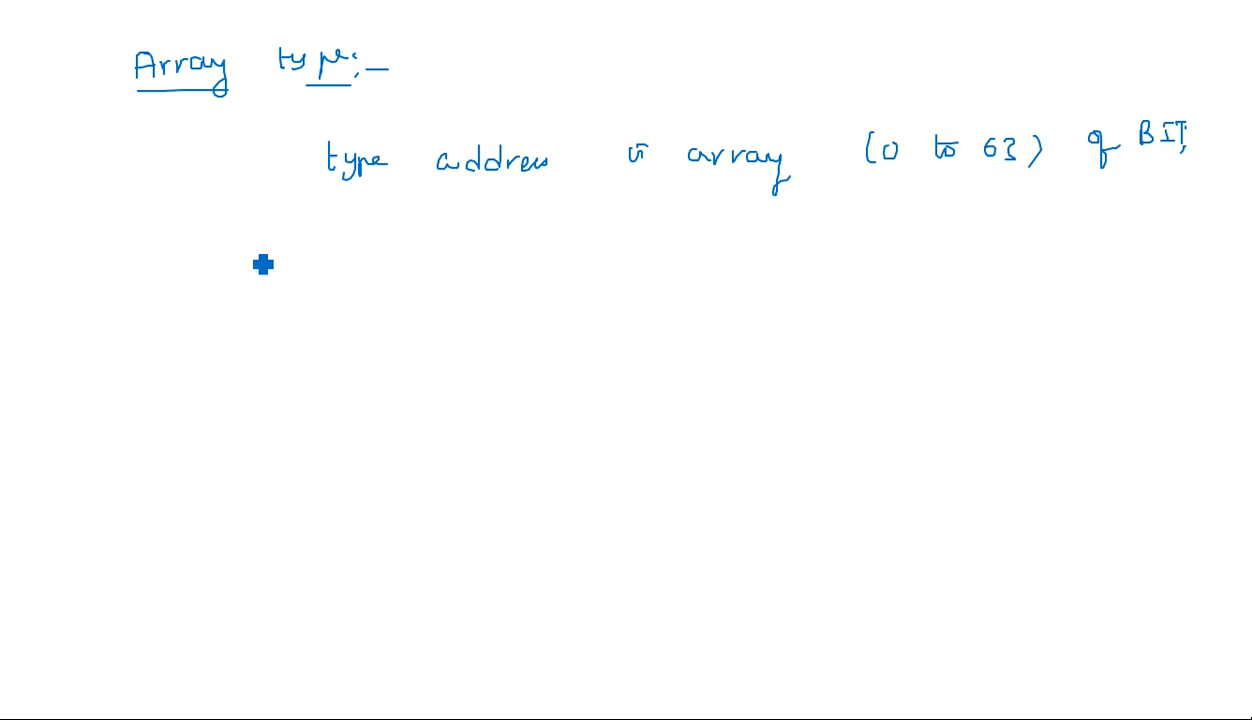 Array type:-
type address is array (0 to 63) of BIT;